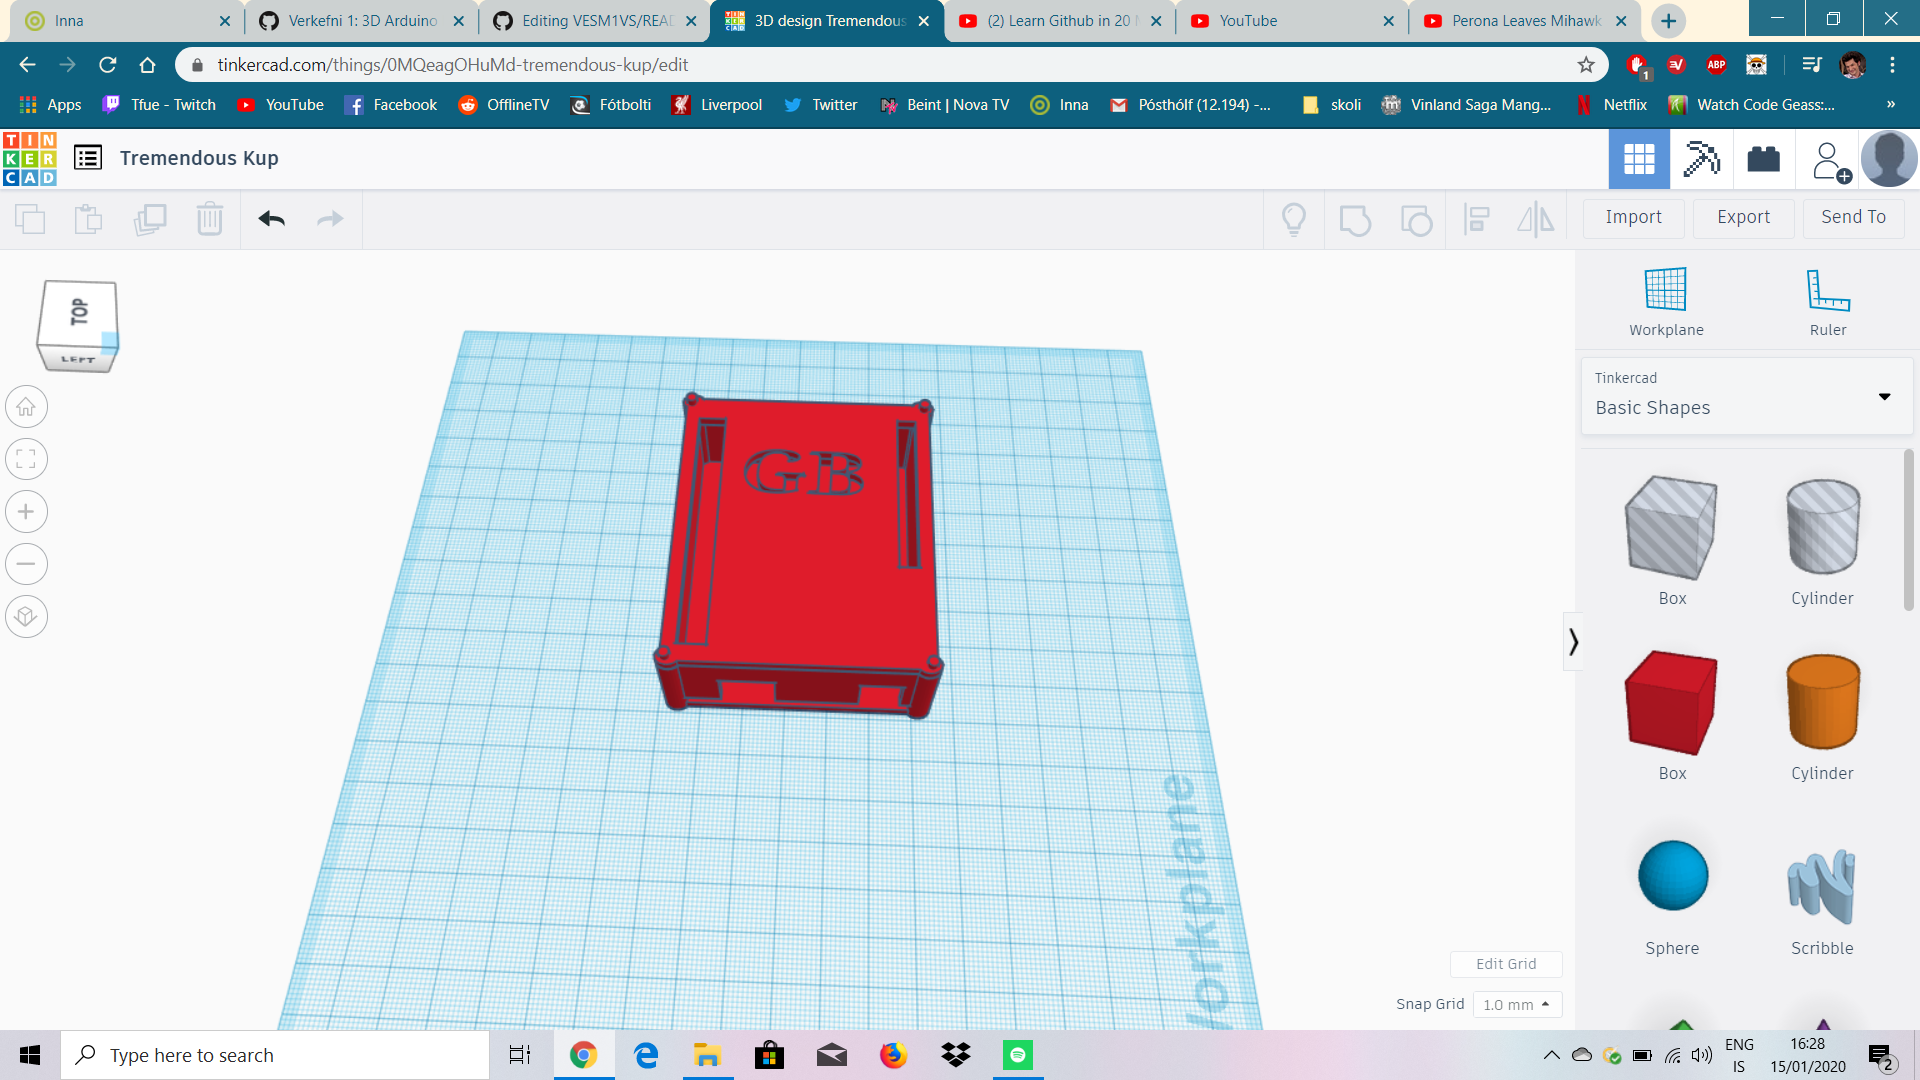 Inna
Verkefni 1: 3D Arduino
Editing VESM1VS/REA
3D design Tremendous
(2) Learn Github in 20
YouTube
Perona Leaves Mihawk
tinkercad.com/things/0MQeagOHuMd-tremendous-kup/edit
1
ABP
Apps
Tfue - Twitch
YouTube
Facebook
OfflineTV
Fótbolti
Liverpool
Twitter
Beint | Nova TV
Inna
Pósthólf (12.194) -...
skoli
Vinland Saga Mang...
Netflix
Watch Code Geass:...
»
TIN
KER
CAD
Tremendous Kup
Import
Export
Send To
TOP
LEFT
GB
Workplane
Workplane
Ruler
Tinkercad
Basic Shapes
Box
Cylinder
Box
Cylinder
Sphere
Scribble
Edit Grid
Snap Grid
1.0 mm
Type here to search
ENG
IS
16:28
15/01/2020
2